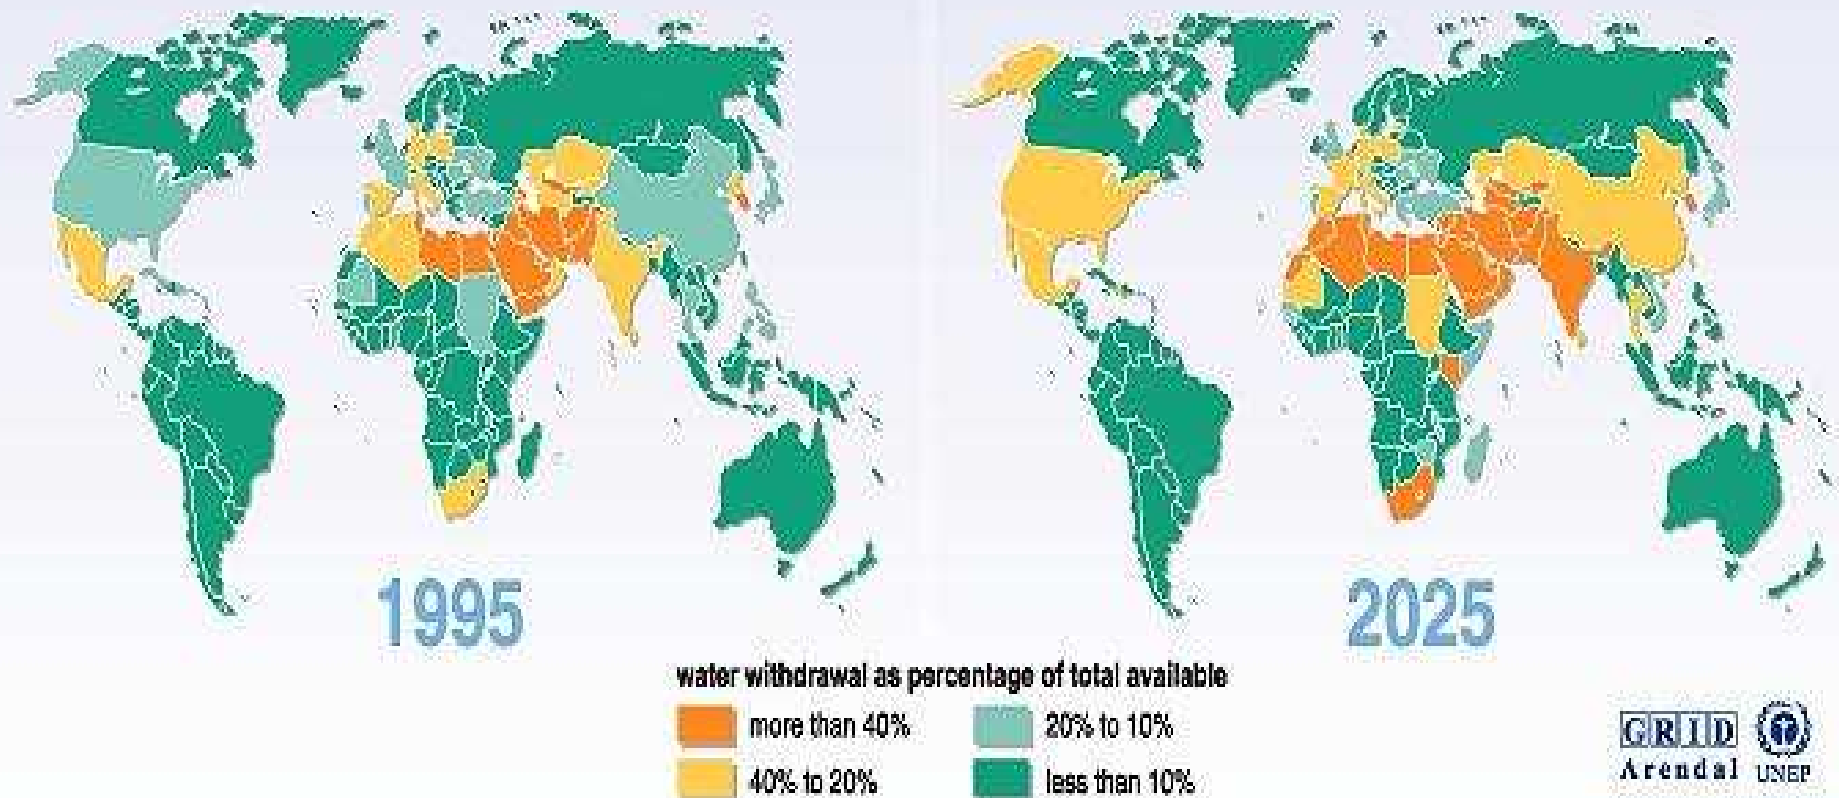 1995
2025
water withdrawal as percentage of total available
more than 40%
20% to 10%
40% to 20%
less than 10%
GRID
Arendal
UNEP